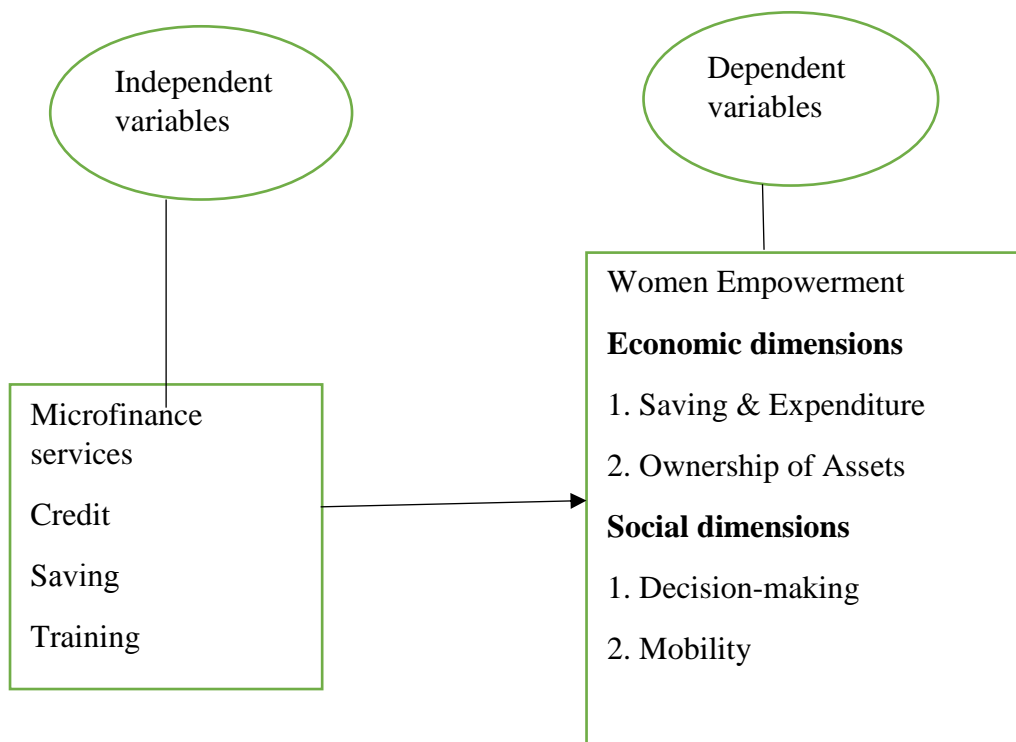 Independent
variables
Dependent
variables
Microfinance
services
Credit
Saving
Training
Women Empowerment
Economic dimensions
1. Saving & Expenditure
2. Ownership of Assets
Social dimensions
1. Decision-making
2. Mobility